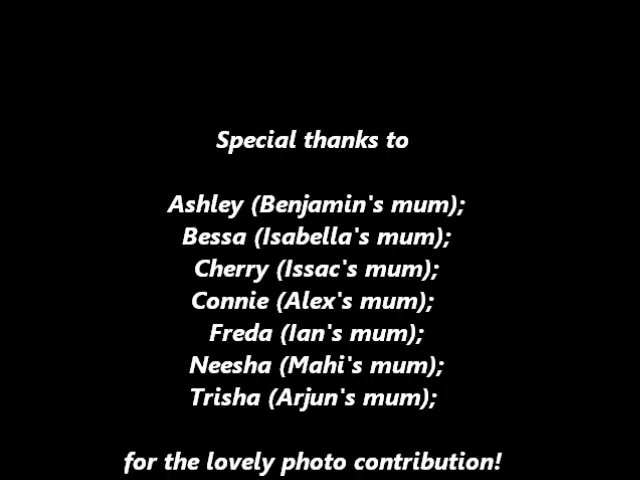 Special thanks to
Ashley (Benjamin's mum);
Bessa (Isabella's mum);
Cherry (Issac's mum);
Connie (Alex's mum);
Freda (Ian's mum);
Neesha (Mahi's mum);
Trisha (Arjun's mum);
for the lovely photo contribution!